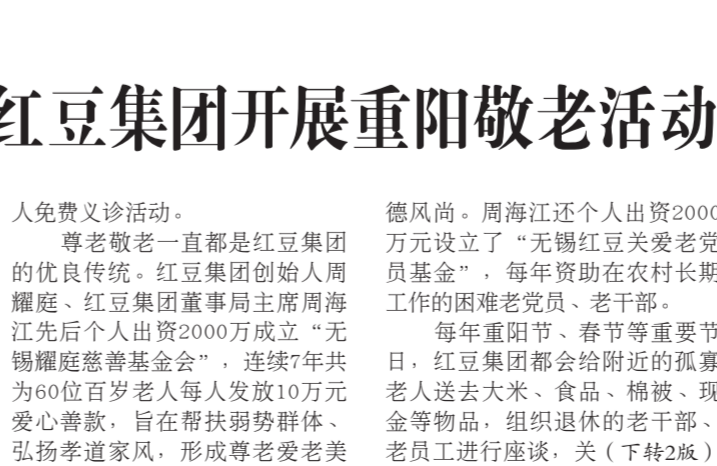 红豆集团开展重阳敬老活动
人免费义诊活动。
尊老敬老一直都是红豆集团
的优良传统。红豆集团创始人周
耀庭、红豆集团董事局主席周海
江先后个人出资2000万成立“无
锡耀庭慈善基金会”，连续7年共
为60位百岁老人每人发放10万元
爱心善款，旨在帮扶弱势群体、
弘扬孝道家风，形成尊老爱老美
德风尚。周海江还个人出资2000
万元设立了“无锡红豆关爱老党
员基金”，每年资助在农村长期
工作的困难老党员、老干部。
每年重阳节、春节等重要节
日，红豆集团都会给附近的孤寡
老人送去大米、食品、棉被、现
金等物品，组织退休的老干部、
老员工进行座谈，关（下转2版）